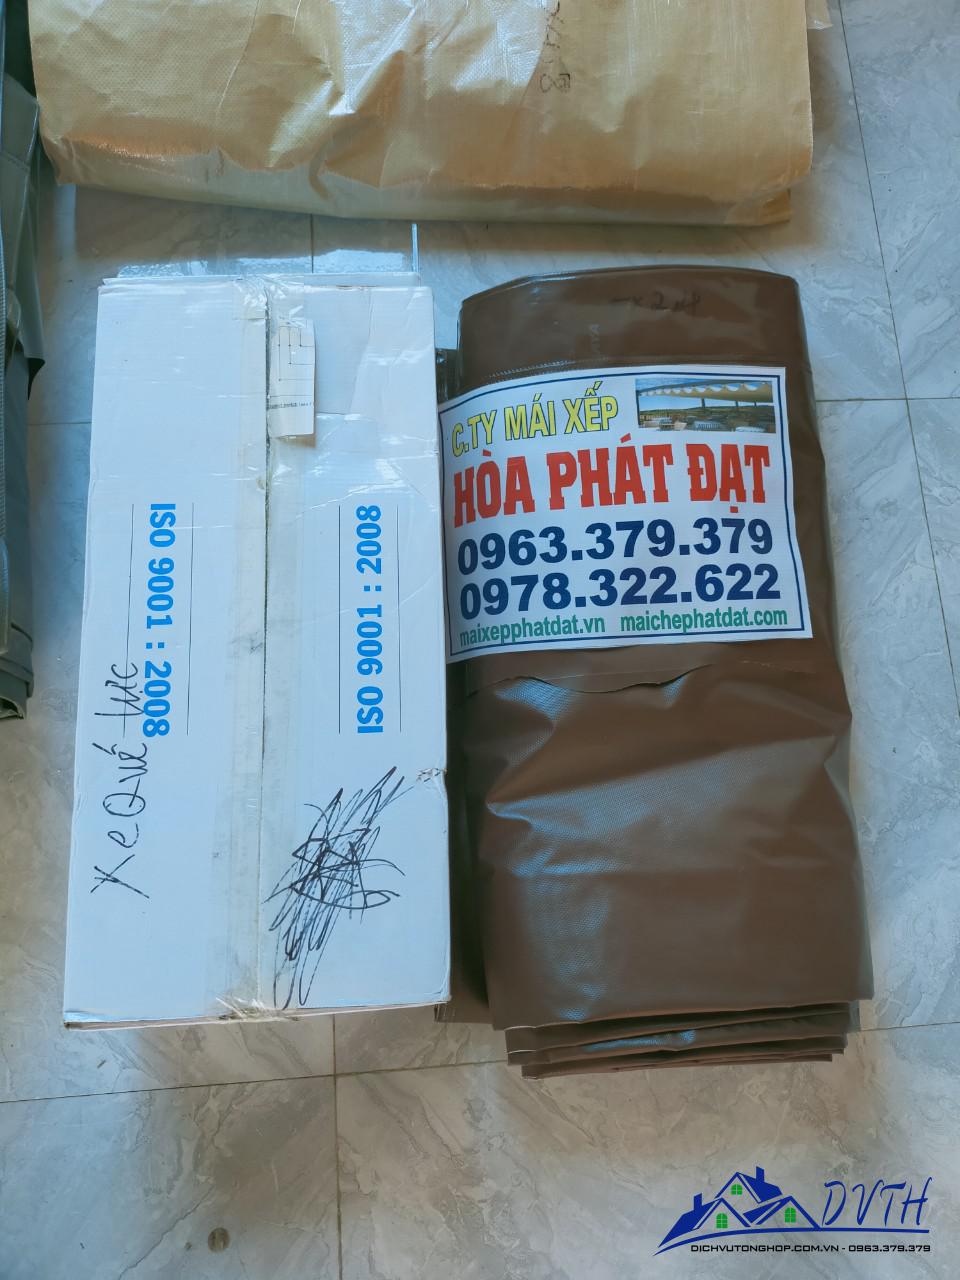 ISO 9001 : 2008
ISO 9001 : 2008
Xe Quế Lực
C.TY MÁI XẾP
HÒA PHÁT ĐẠT
0963.379.379
0978.322.622
maixepphatdat.vn maichephatdat.com
DVTH
DICHVUTONGHOP.COM.VN - 0963.379.379